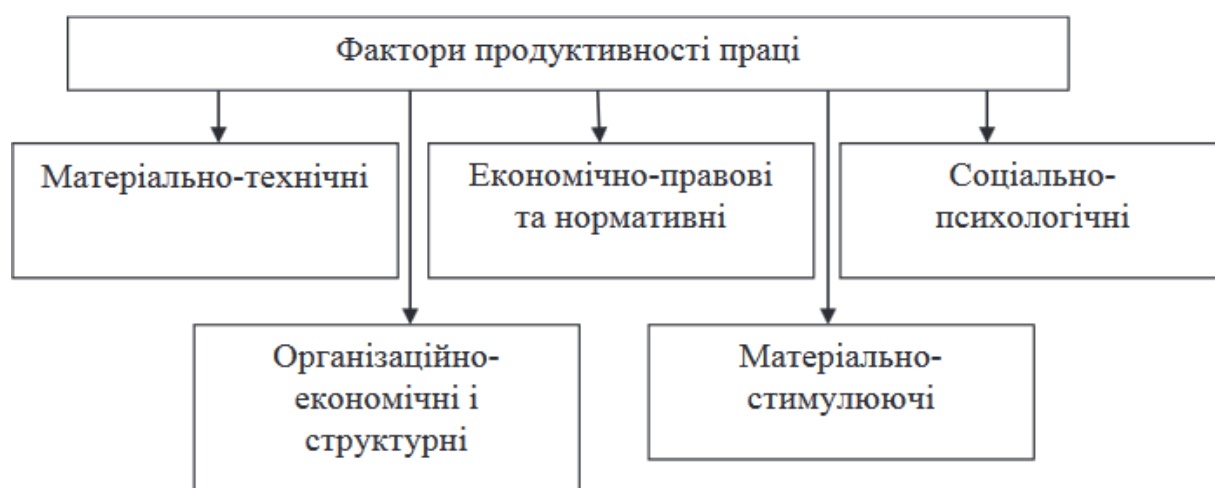 Фактори продуктивності праці
Матеріально-технічні
Економічно-правові
та нормативні
Соціально-
психологічні
Організаційно-
економічні і
структурні
Матеріально-
стимулюючі